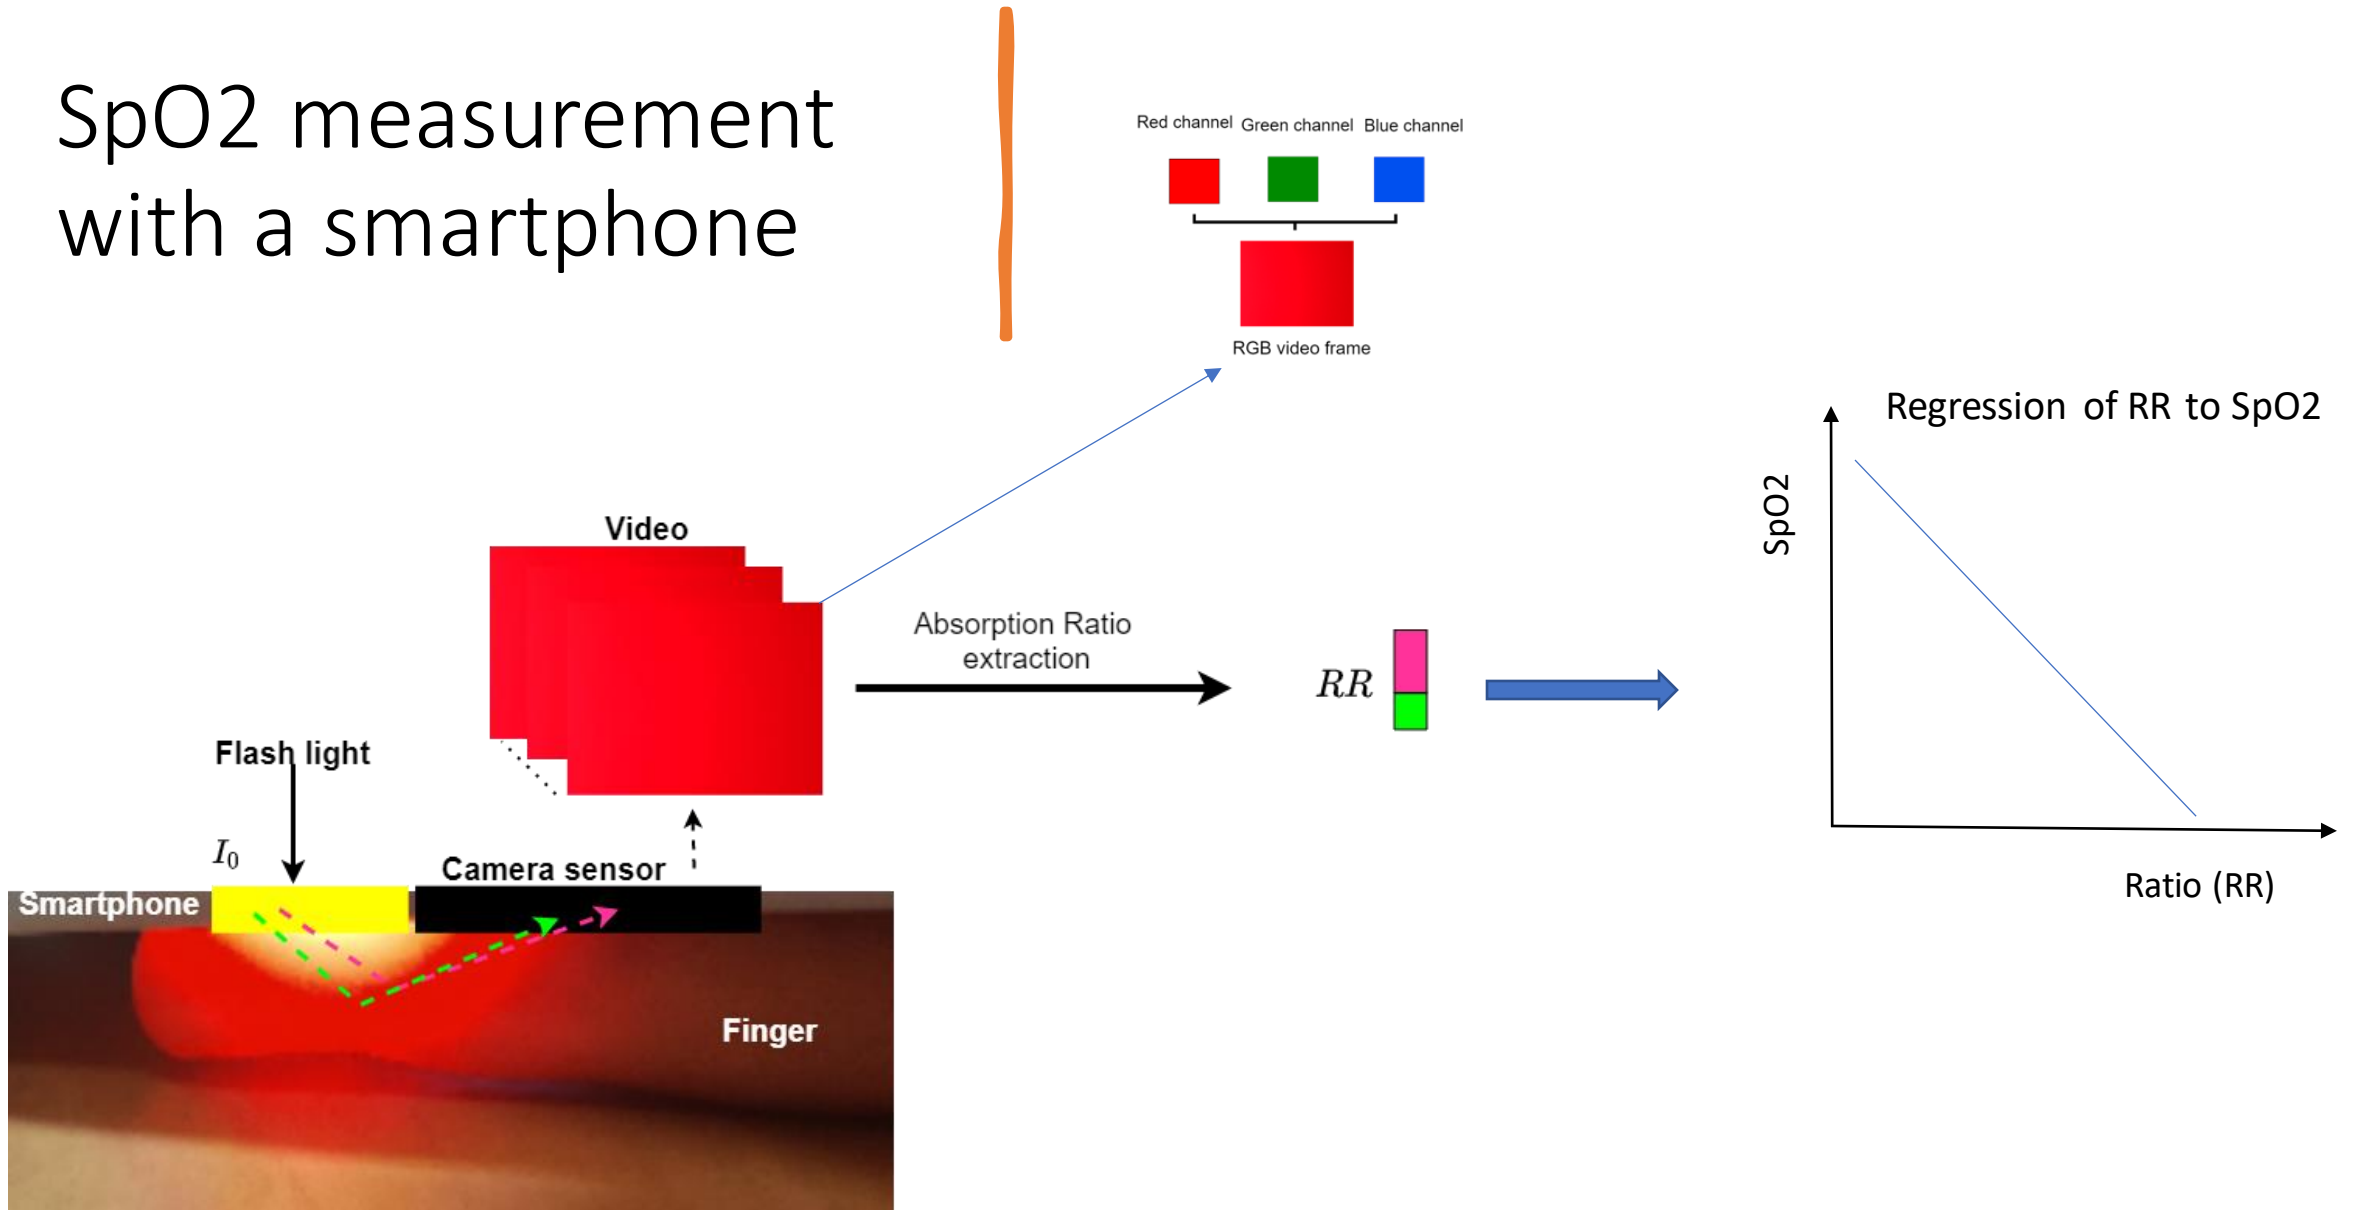 SpO2 measurement
with a smartphone
Red channel
Green channel
Blue channel
RGB video frame
Regression of RR to SpO2
SpO2
Ratio (RR)
Video
Absorption Ratio
extraction
RR
Flash light
I0
Camera sensor
Smartphone
Finger